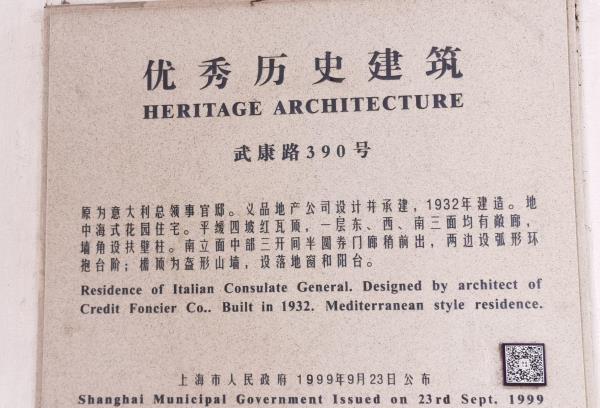 优秀历史建筑
HERITAGE ARCHITECTURE
武康路390号
原为意大利总领事官邸。义品地产公司设计并承建，1932年建造。地
中海式花园住宅。平缓四坡红瓦顶，一层东、西、南三面均有敞廊，
墙角设扶壁柱。南立面中部三开间半圆券门廊稍前出，两边设弧形环
抱台阶；檐顶为盔形山墙，设落地窗和阳台。
Residence of Italian Consulate General. Designed by architect of
Credit Foncier Co.. Built in 1932. Mediterranean style residence.
上海市人民政府 1999年9月23日公布
Shanghai Municipal Government Issued on 23rd Sept, 1999